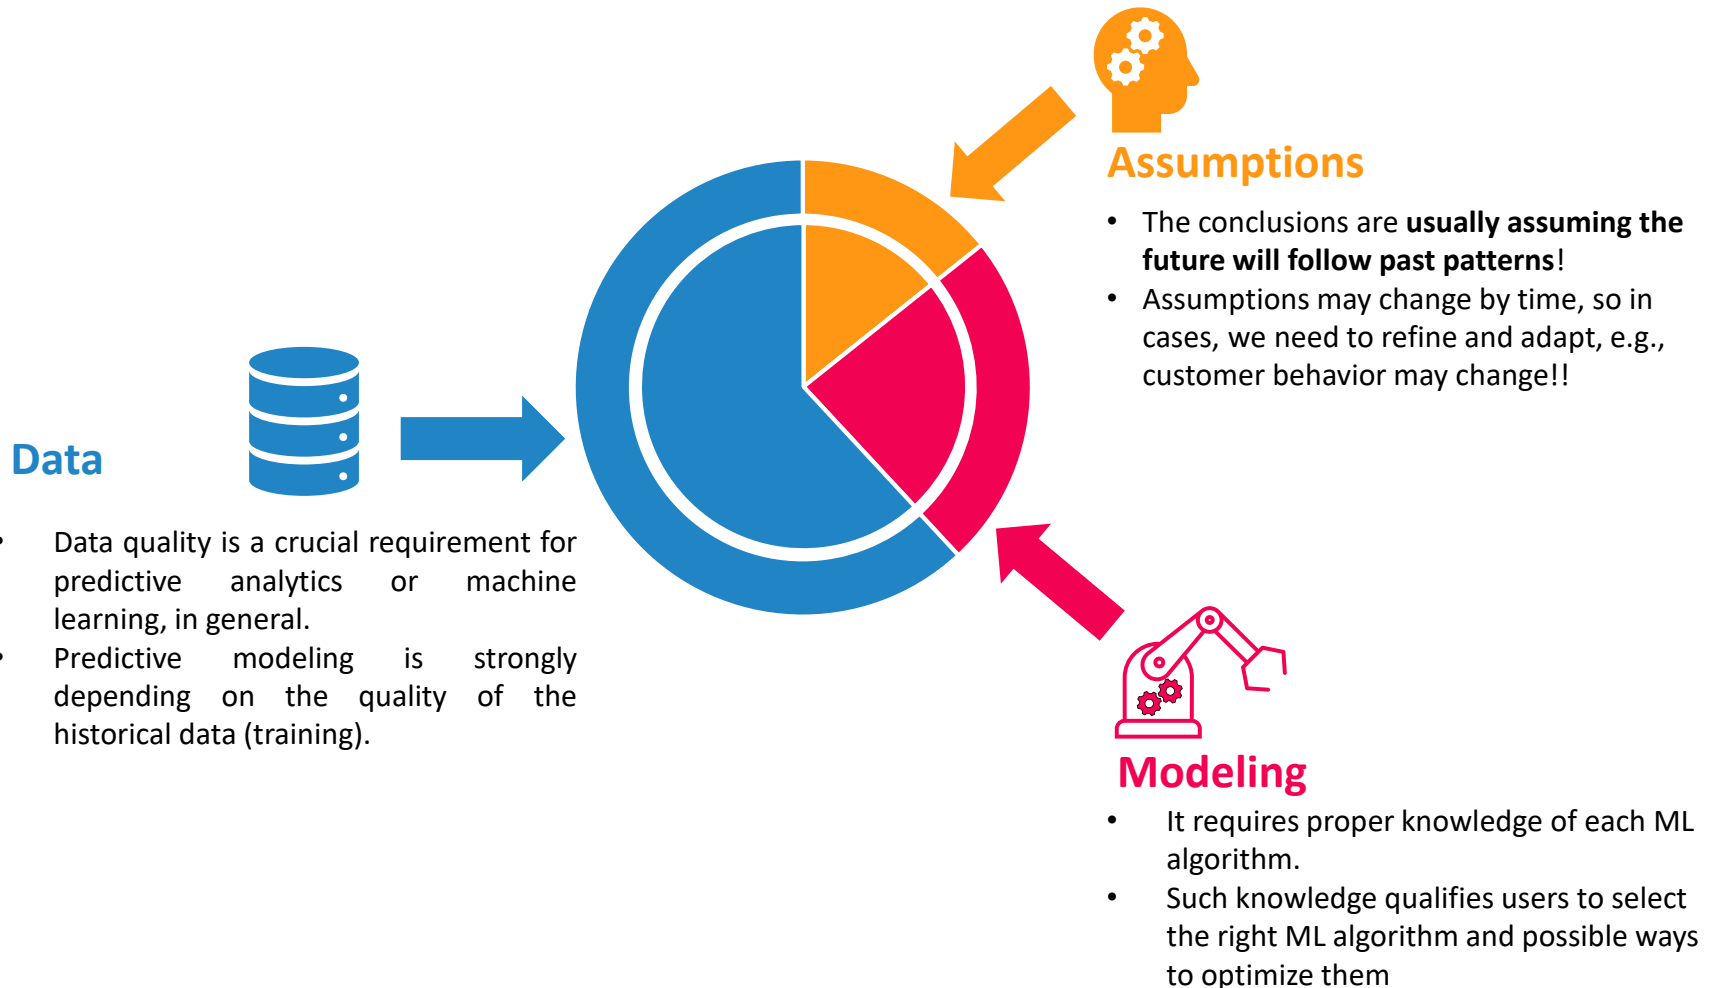 Assumptions
• The conclusions are usually assuming the
future will follow past patterns!
• Assumptions may change by time, so in
cases, we need to refine and adapt, e.g.,
customer behavior may change!!
Data
• Data quality is a crucial requirement for
predictive analytics or machine
learning, in general.
• Predictive modeling is strongly
depending on the quality of the
historical data (training).
Modeling
• It requires proper knowledge of each ML
algorithm.
• Such knowledge qualifies users to select
the right ML algorithm and possible ways
to optimize them